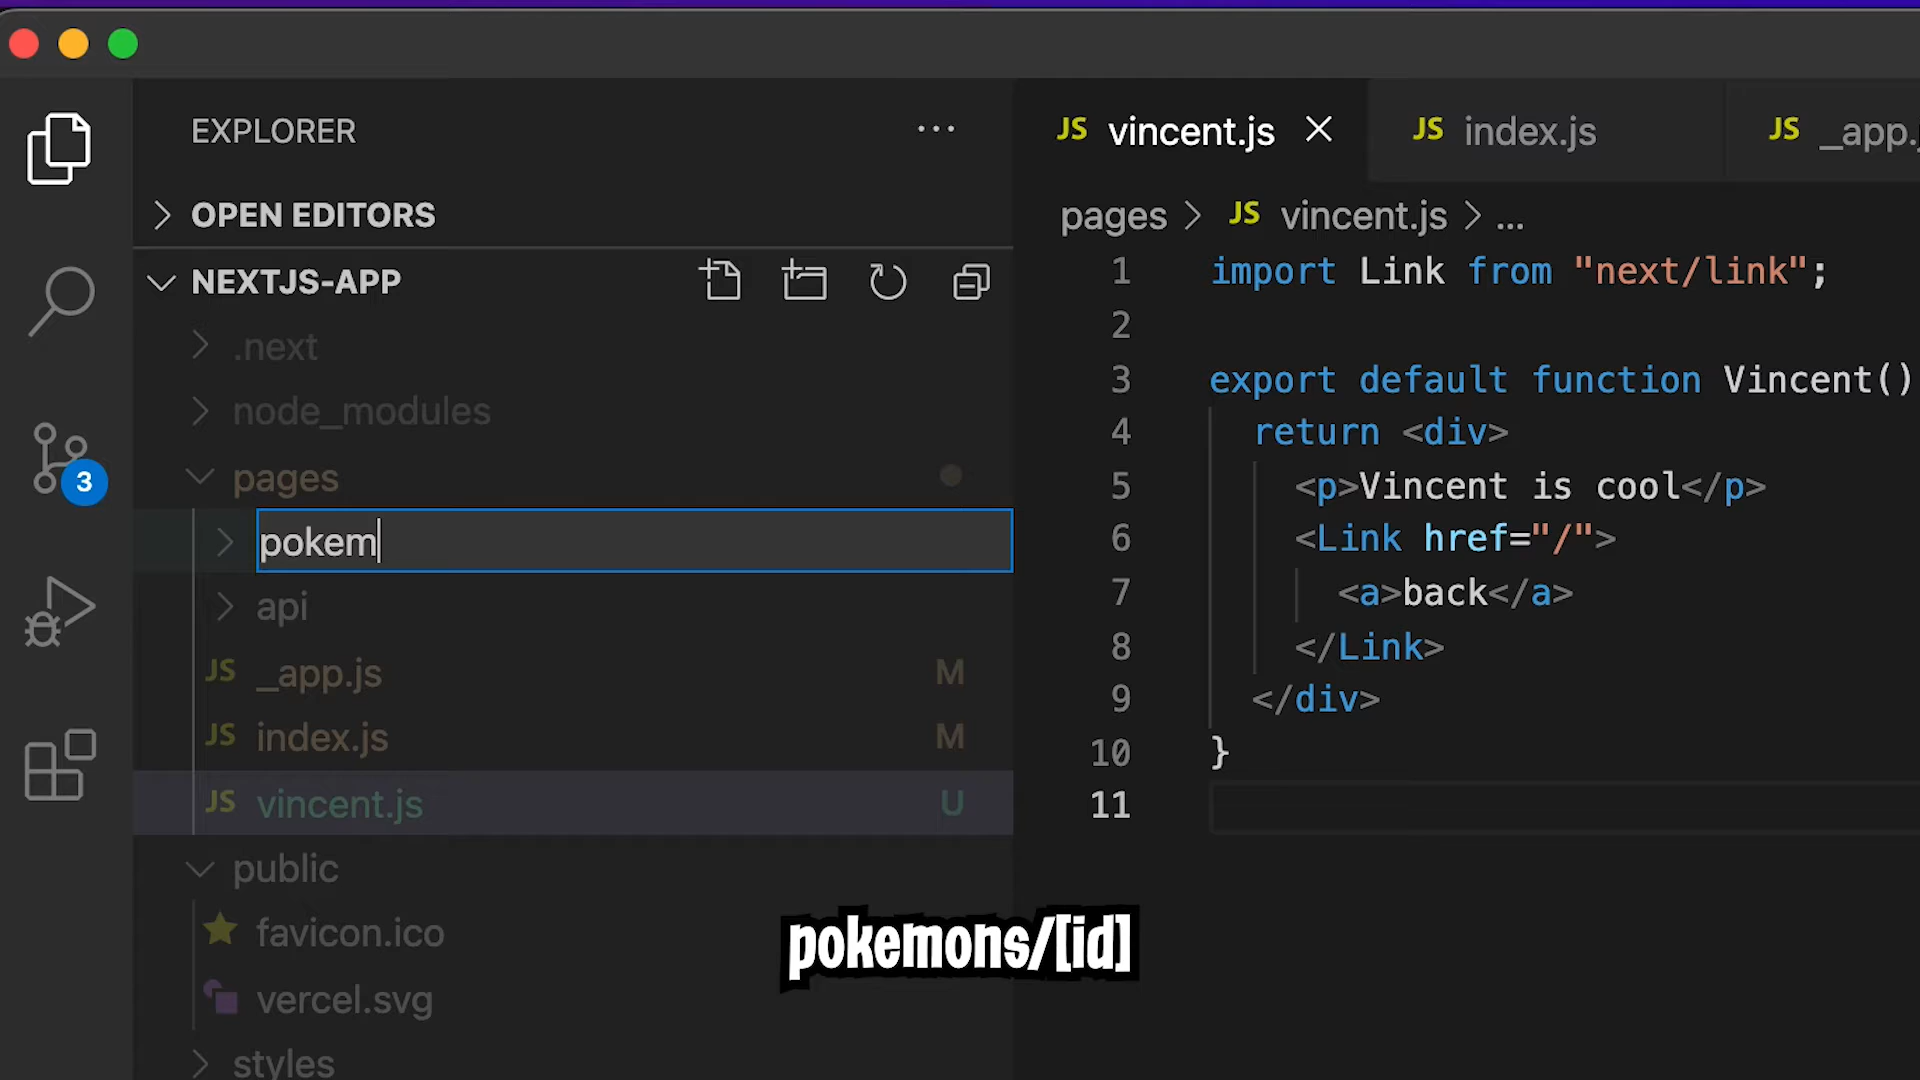 EXPLORER
OPEN EDITORS
NEXTJS-APP
.next
node_modules
pages
pokem
api
JS _app.js M
JS index.js M
JS vincent.js U
public
favicon.ico
vercel.svg
styles
3
JS vincent.js
JS index.js
JS _app.j
pages > JS vincent.js > ...
1 import Link from "next/link";
2
3 export default function Vincent()
4 return <div>
5 <p>Vincent is cool</p>
6 <Link href="/">
7 <a>back</a>
8 </Link>
9 </div>
10 }
11
pokemons/[id]